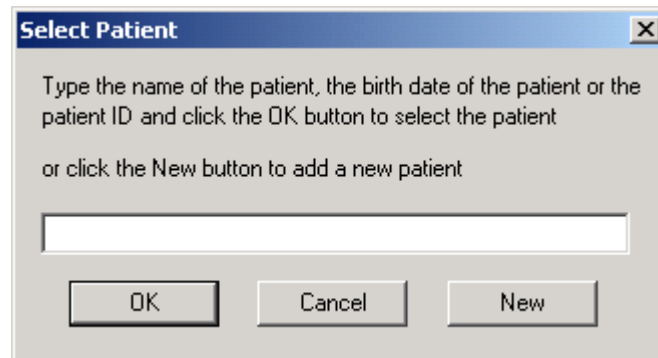 Select Patient
Type the name of the patient, the birth date of the patient or the
patient ID and click the OK button to select the patient
or click the New button to add a new patient
OK Cancel New